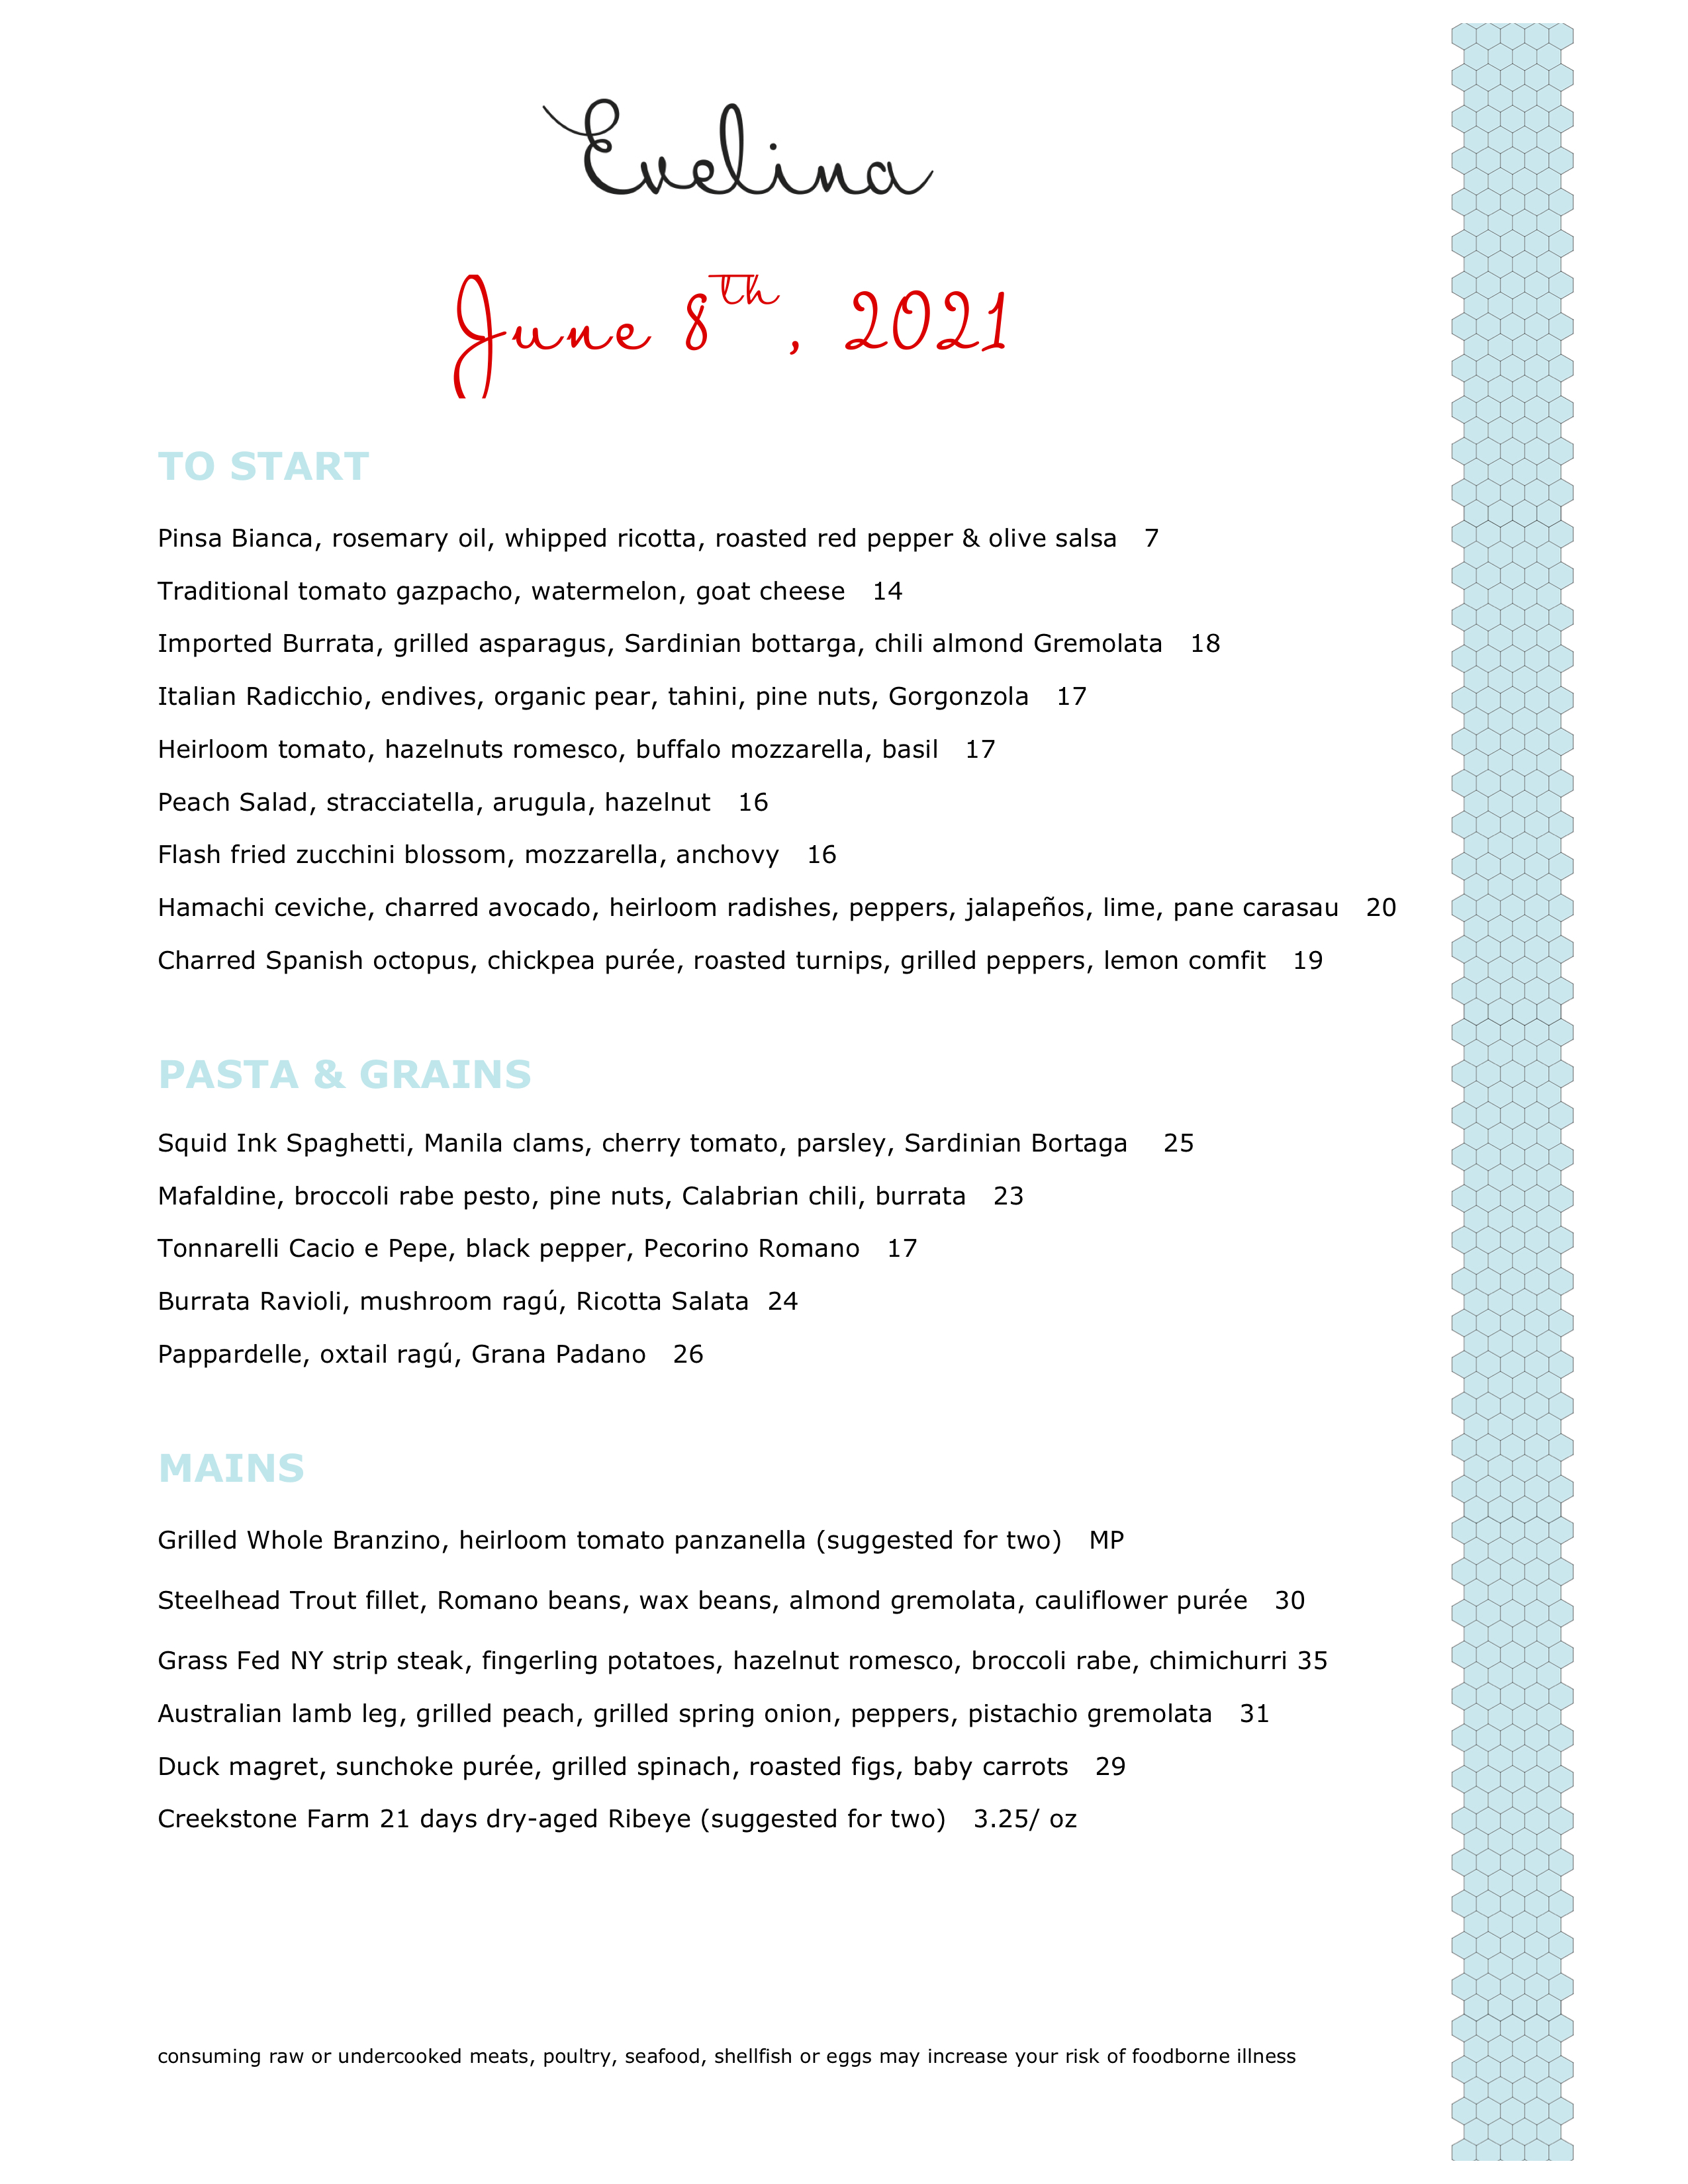 Evelina
June 8th, 2021
TO START
Pinsa Bianca, rosemary oil, whipped ricotta, roasted red pepper & olive salsa 7
Traditional tomato gazpacho, watermelon, goat cheese 14
Imported Burrata, grilled asparagus, Sardinian bottarga, chili almond Gremolata 18
Italian Radicchio, endives, organic pear, tahini, pine nuts, Gorgonzola 17
Heirloom tomato, hazelnuts romesco, buffalo mozzarella, basil 17
Peach Salad, stracciatella, arugula, hazelnut 16
Flash fried zucchini blossom, mozzarella, anchovy 16
Hamachi ceviche, charred avocado, heirloom radishes, peppers, jalapeños, lime, pane carasau 20
Charred Spanish octopus, chickpea purée, roasted turnips, grilled peppers, lemon comfit 19
PASTA & GRAINS
Squid Ink Spaghetti, Manila clams, cherry tomato, parsley, Sardinian Bortaga 25
Mafaldine, broccoli rabe pesto, pine nuts, Calabrian chili, burrata 23
Tonnarelli Cacio e Pepe, black pepper, Pecorino Romano 17
Burrata Ravioli, mushroom ragú, Ricotta Salata 24
Pappardelle, oxtail ragú, Grana Padano 26
MAINS
Grilled Whole Branzino, heirloom tomato panzanella (suggested for two) MP
Steelhead Trout fillet, Romano beans, wax beans, almond gremolata, cauliflower purée 30
Grass Fed NY strip steak, fingerling potatoes, hazelnut romesco, broccoli rabe, chimichurri 35
Australian lamb leg, grilled peach, grilled spring onion, peppers, pistachio gremolata 31
Duck magret, sunchoke purée, grilled spinach, roasted figs, baby carrots 29
Creekstone Farm 21 days dry-aged Ribeye (suggested for two) 3.25/ oz
consuming raw or undercooked meats, poultry, seafood, shellfish or eggs may increase your risk of foodborne illness